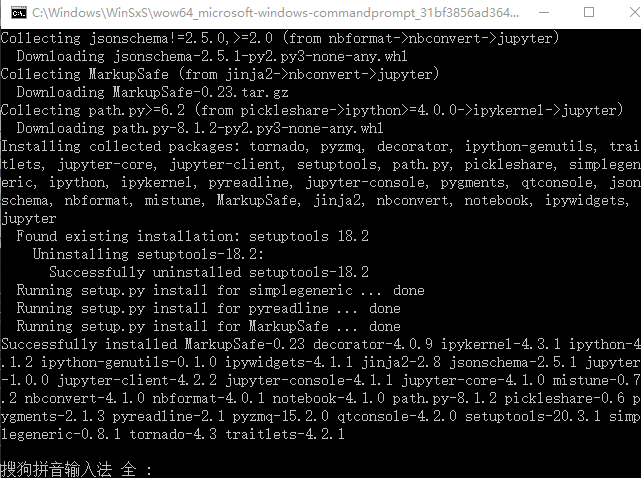 C:\Windows\WinSxS\wow64_microsoft-windows-commandprompt_31bf3856ad364...
Collecting jsonschema!=2.5.0,>=2.0 (from nbformat->nbconvert->jupyter)
  Downloading jsonschema-2.5.1-py2.py3-none-any.whl
Collecting MarkupSafe (from jinja2->nbconvert->jupyter)
  Downloading MarkupSafe-0.23.tar.gz
Collecting path.py>=6.2 (from pickleshare->ipython>=4.0.0->ipykernel->jupyter)
  Downloading path.py-8.1.2-py2.py3-none-any.whl
Installing collected packages: tornado, pyzmq, decorator, ipython-genutils, trai
tlets, jupyter-core, jupyter-client, setuptools, path.py, pickleshare, simplegen
eric, ipython, ipykernel, pyreadline, jupyter-console, pygments, qtconsole, json
schema, nbformat, mistune, MarkupSafe, jinja2, nbconvert, notebook, ipywidgets,
jupyter
  Found existing installation: setuptools 18.2
    Uninstalling setuptools-18.2:
      Successfully uninstalled setuptools-18.2
  Running setup.py install for simplegeneric ... done
  Running setup.py install for pyreadline ... done
  Running setup.py install for MarkupSafe ... done
Successfully installed MarkupSafe-0.23 decorator-4.0.9 ipykernel-4.3.1 ipython-4
.1.2 ipython-genutils-0.1.0 ipywidgets-4.1.1 jinja2-2.8 jsonschema-2.5.1 jupyter
-1.0.0 jupyter-client-4.2.2 jupyter-console-4.1.1 jupyter-core-4.1.0 mistune-0.7
.2 nbconvert-4.1.0 nbformat-4.0.1 notebook-4.1.0 path.py-8.1.2 pickleshare-0.6 p
ygments-2.1.3 pyreadline-2.1 pyzmq-15.2.0 qtconsole-4.2.0 setuptools-20.3.1 simp
legeneric-0.8.1 tornado-4.3 traitlets-4.2.1
搜狗拼音输入法 全 :